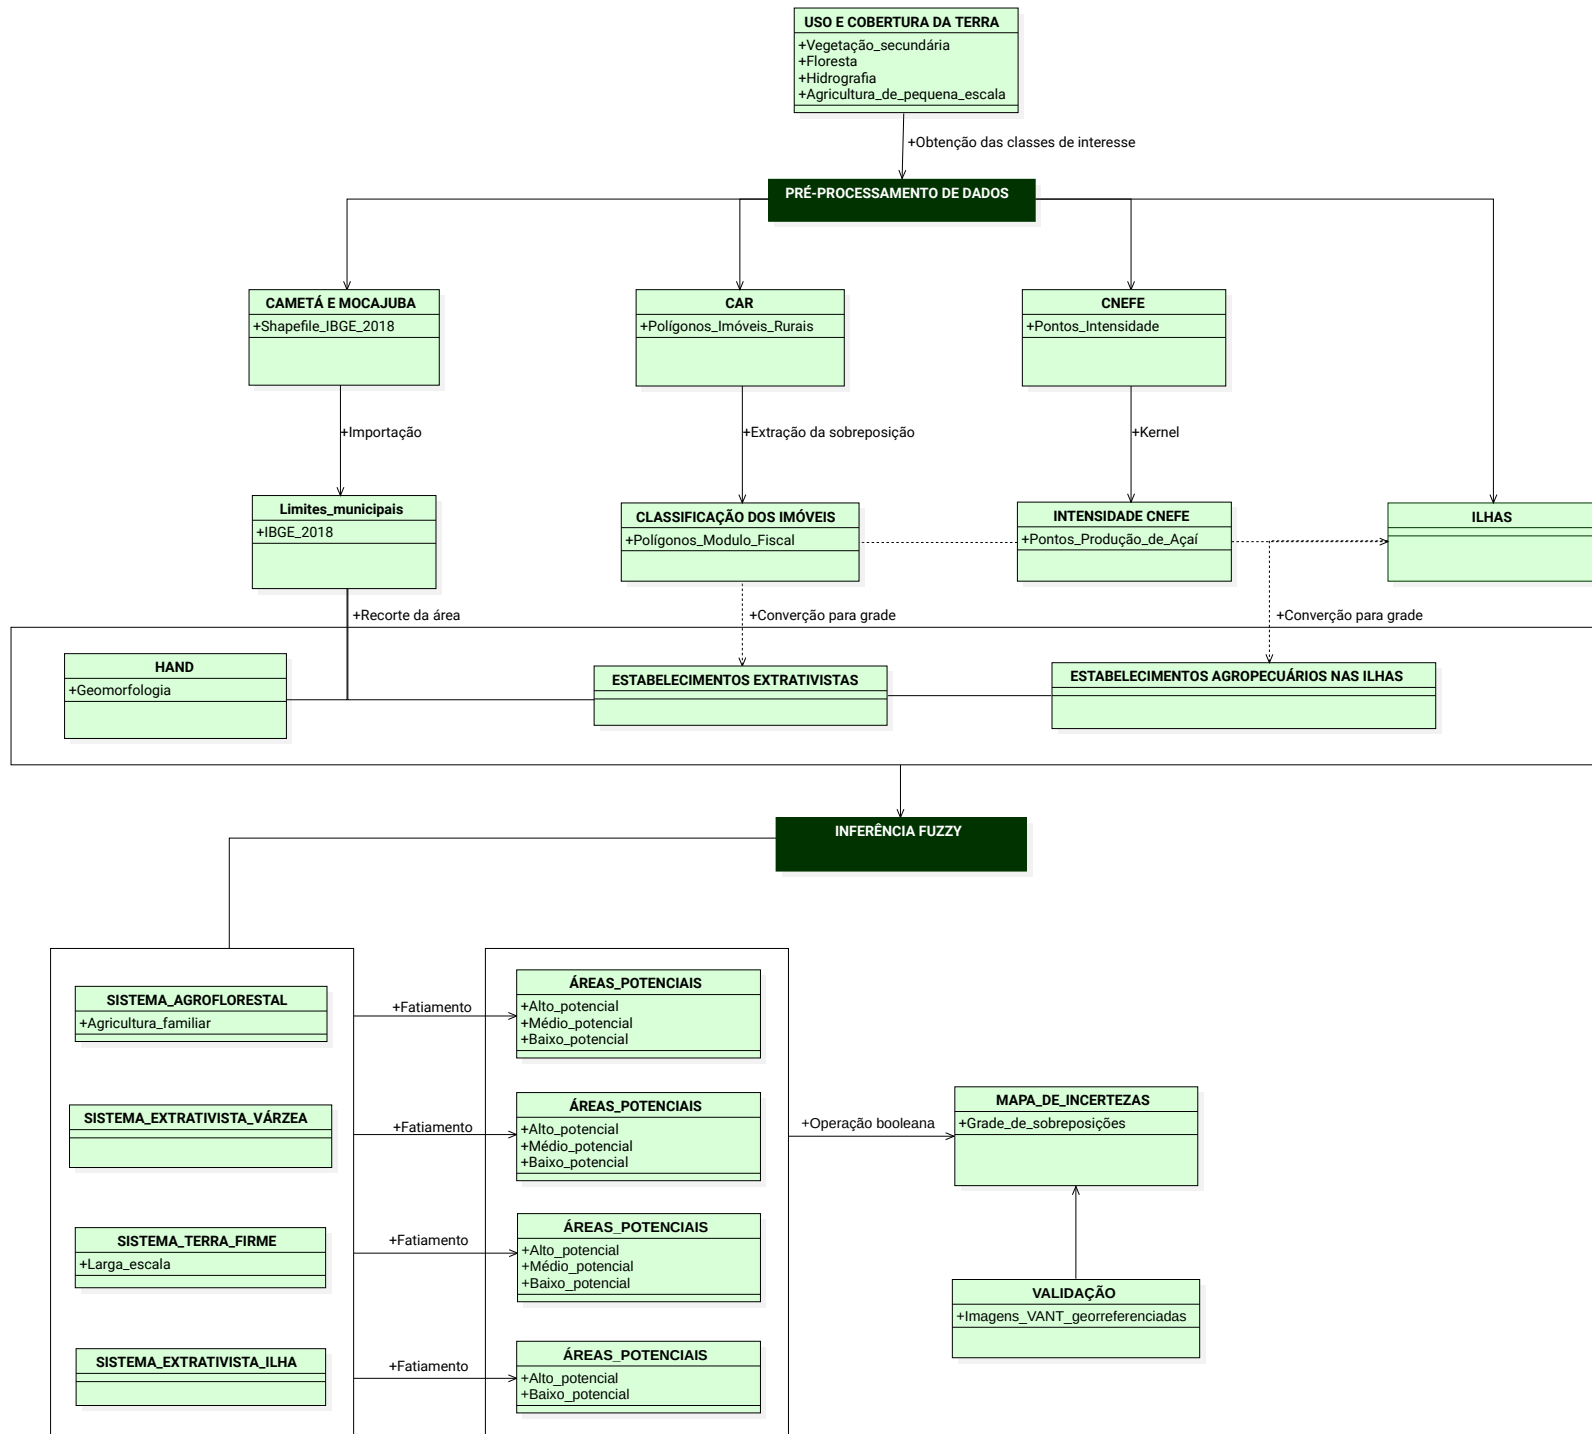 USO E COBERTURA DA TERRA
+Vegetação_secundária
+Floresta
+Hidrografia
+Agricultura_de_pequena_escala
+Obtenção das classes de interesse
PRÉ-PROCESSAMENTO DE DADOS
CAMETÁ E MOCAJUBA
+Shapefile_IBGE_2018
CAR
+Polígonos_Imóveis_Rurais
CNEFE
+Pontos_Intensidade
+Importação
+Extração da sobreposição
+Kernel
Limites_municipais
+IBGE_2018
CLASSIFICAÇÃO DOS IMÓVEIS
+Polígonos_Modulo_Fiscal
INTENSIDADE CNEFE
+Pontos_Produção_de_Açaí
ILHAS
+Recorte da área
+Converção para grade
+Converção para grade
HAND
+Geomorfologia
ESTABELECIMENTOS EXTRATIVISTAS
ESTABELECIMENTOS AGROPECUÁRIOS NAS ILHAS
INFERÊNCIA FUZZY
SISTEMA_AGROFLORESTAL
+Agricultura_familiar
+Fatiamento
ÁREAS_POTENCIAIS
+Alto_potencial
+Médio_potencial
+Baixo_potencial
SISTEMA_EXTRATIVISTA_VÁRZEA
+Fatiamento
ÁREAS_POTENCIAIS
+Alto_potencial
+Médio_potencial
+Baixo_potencial
+Operação booleana
MAPA_DE_INCERTEZAS
+Grade_de_sobreposições
SISTEMA_TERRA_FIRME
+Larga_escala
+Fatiamento
ÁREAS_POTENCIAIS
+Alto_potencial
+Médio_potencial
+Baixo_potencial
VALIDAÇÃO
+Imagens_VANT_georreferenciadas
SISTEMA_EXTRATIVISTA_ILHA
+Fatiamento
ÁREAS_POTENCIAIS
+Alto_potencial
+Baixo_potencial